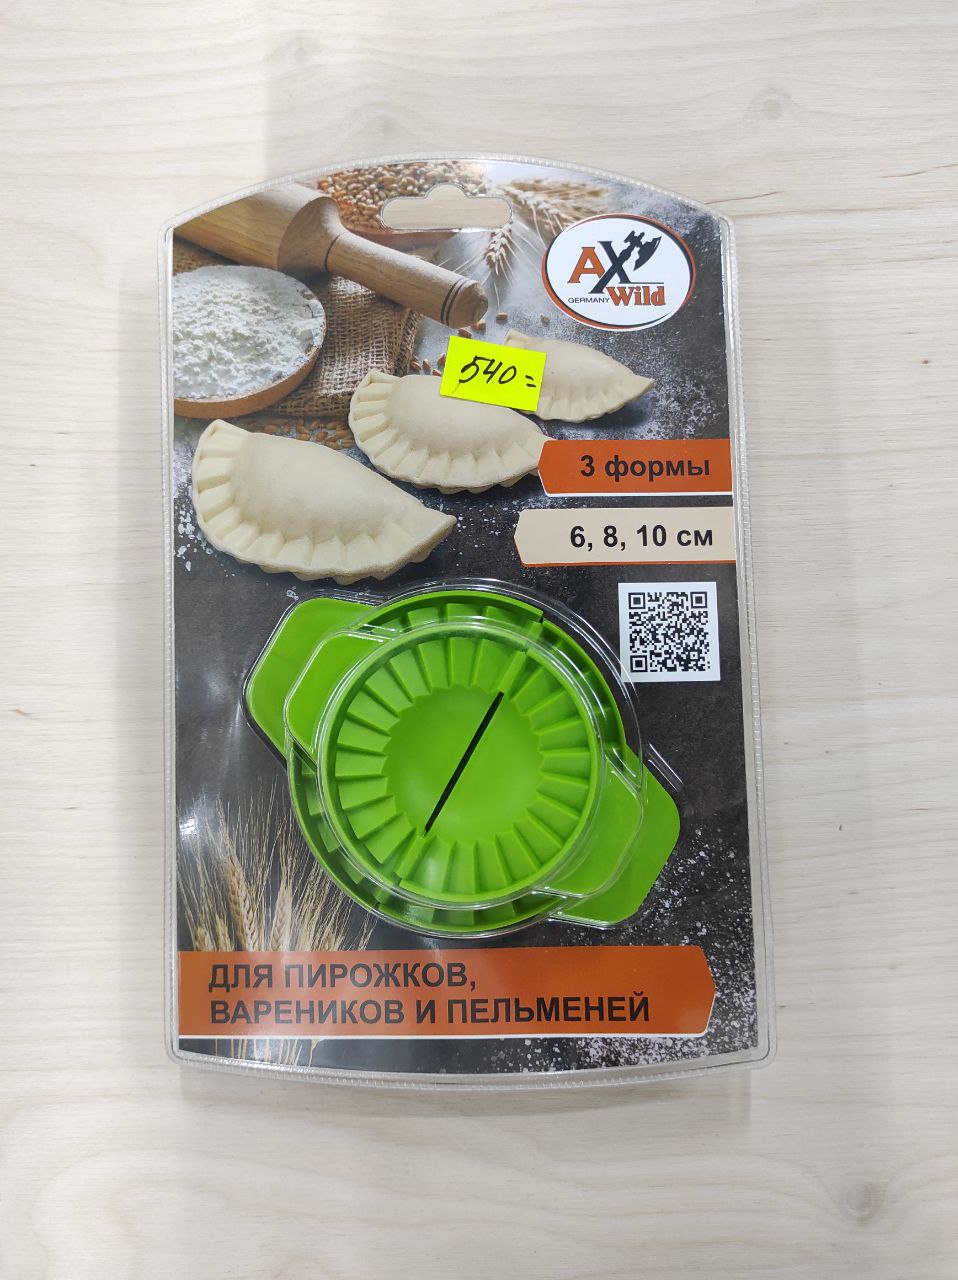 AX
GERMANY Wild
540=
3 формы
6, 8, 10 см
ДЛЯ ПИРОЖКОВ,
ВАРЕНИКОВ И ПЕЛЬМЕНЕЙ